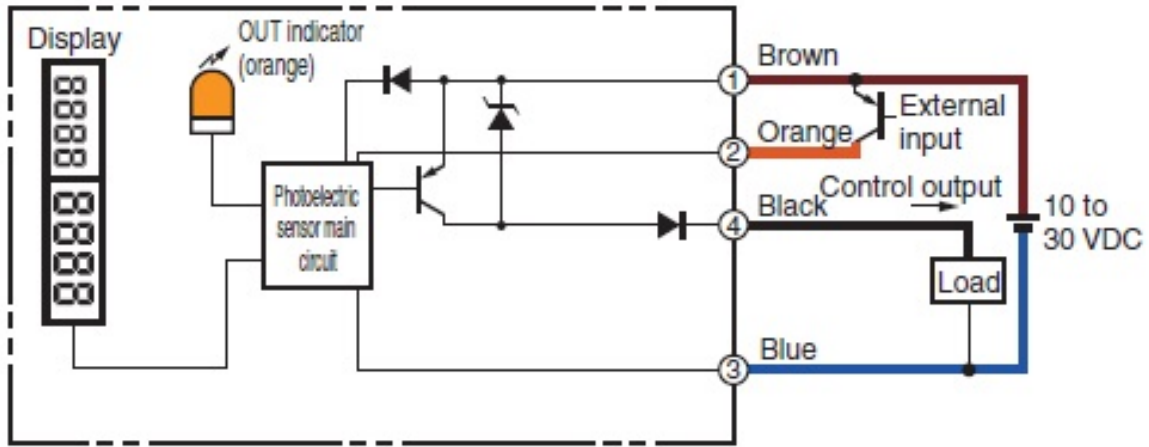 Display
OUT indicator
(orange)
8888
8888
Photoelectric
sensor main
circuit
1
Brown
2
Orange
External
input
Control output
4
Black
10 to
30 VDC
Load
3
Blue